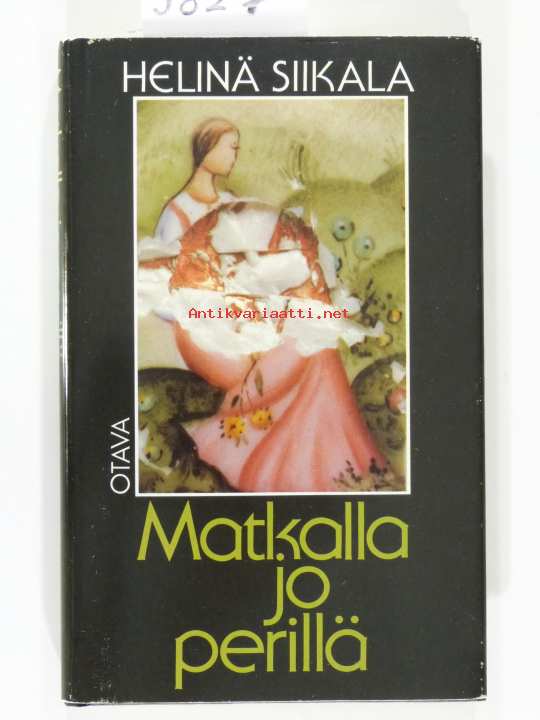 HELINÄ SIIKALA
Antikvariaatti.net
OTAVA
Matkalla
jo
perillä